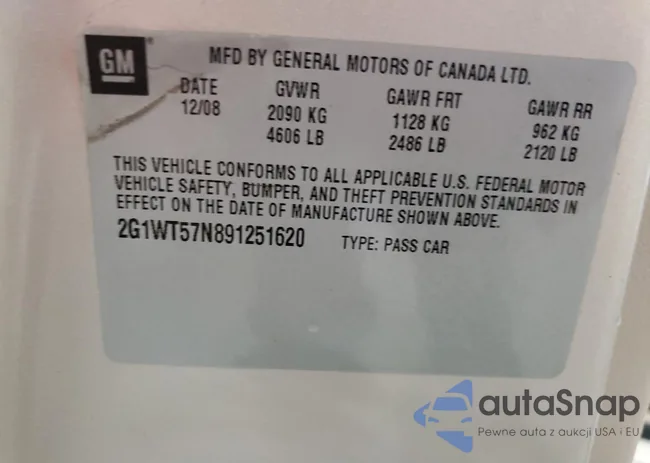 GM
MFD BY GENERAL MOTORS OF CANADA LTD.
DATE GVWR GAWR FRT GAWR RR
12/08 2090 KG 1128 KG 962 KG
4606 LB 2486 LB 2120 LB
THIS VEHICLE CONFORMS TO ALL APPLICABLE U.S. FEDERAL MOTOR
VEHICLE SAFETY, BUMPER, AND THEFT PREVENTION STANDARDS IN
EFFECT ON THE DATE OF MANUFACTURE SHOWN ABOVE.
2G1WT57N891251620 TYPE: PASS CAR
autoSnap
Pewne auta z aukcji USA i EU